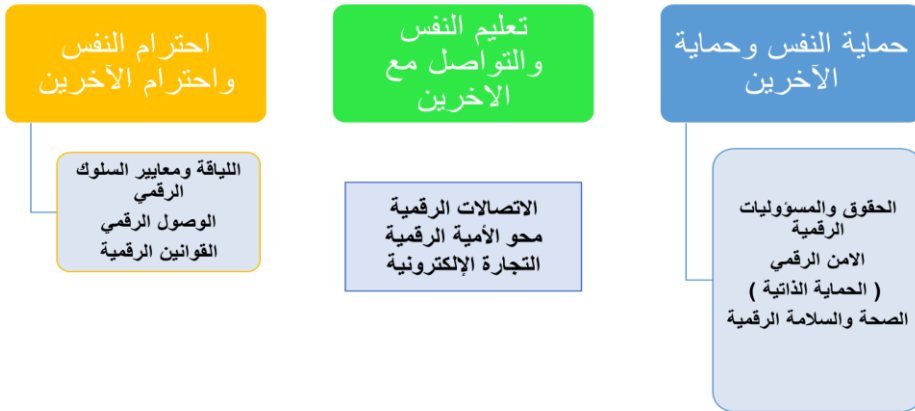 حماية النفس وحماية
الآخرين
الحقوق والمسؤوليات
الرقمية
الامن الرقمي
( الحماية الذاتية )
الصحة والسلامة الرقمية
تعليم النفس
والتواصل مع
الاخرين
الاتصالات الرقمية
محو الأمية الرقمية
التجارة الإلكترونية
احترام النفس
واحترام الآخرين
اللياقة ومعايير السلوك
الرقمي
الوصول الرقمي
القوانين الرقمية